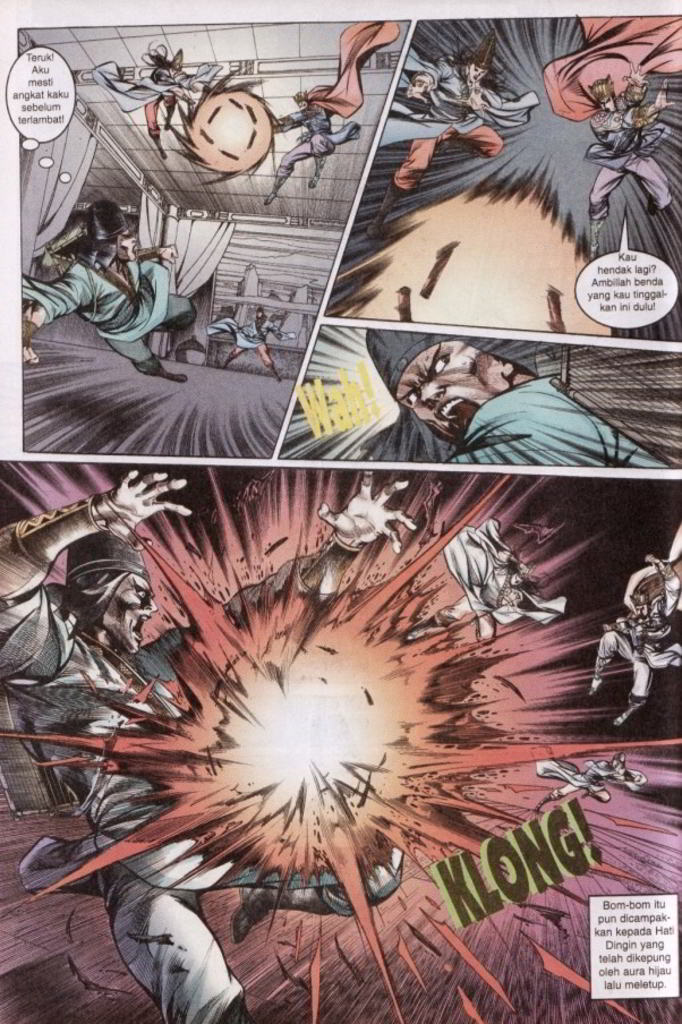 Teruk!
Aku
mesti
angkat kaku
sebelum
terlambat!
Kau
hendak lagi?
Ambillah benda
yang kau tinggal-
kan ini dulu!
Wah!
KLONG!
Bom-bom itu
pun dicampak-
kan kepada Hati
Dingin yang
telah dikepung
oleh aura hijau
lalu meletup.